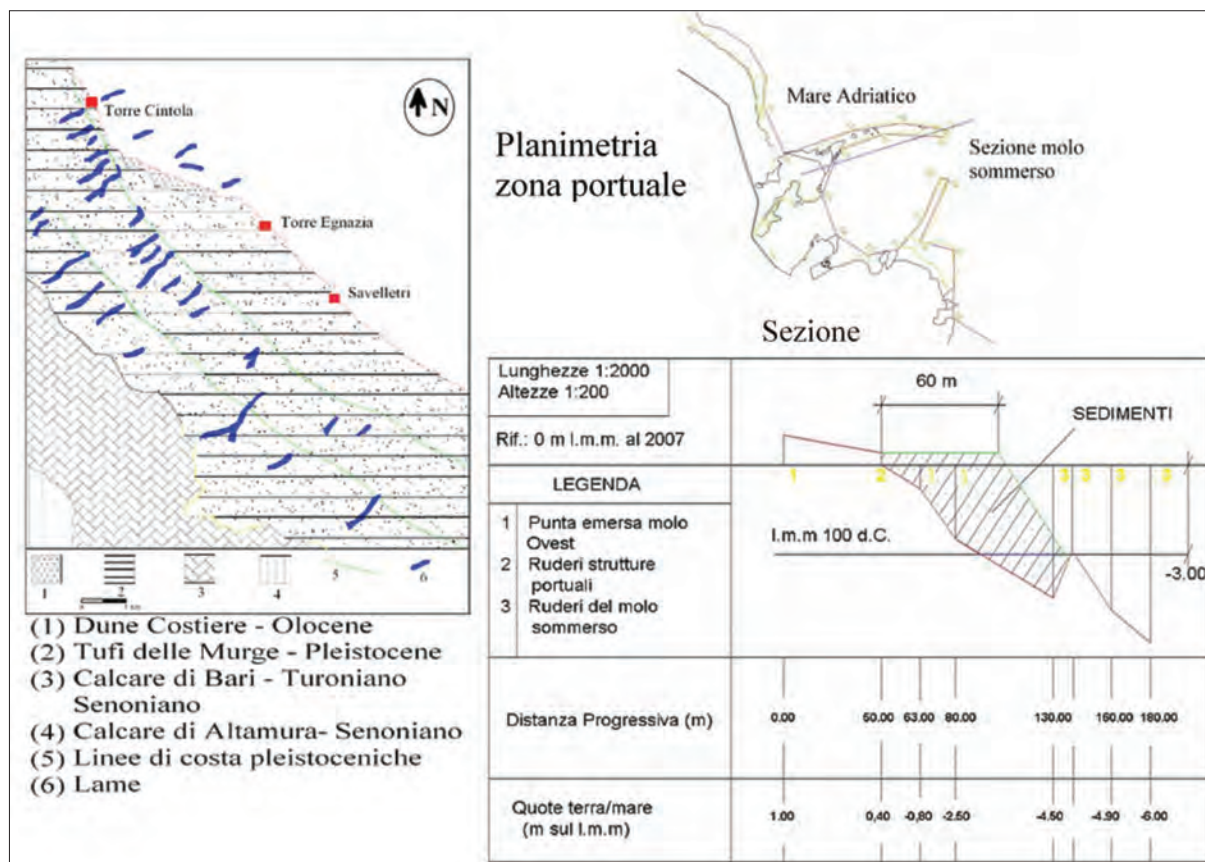 Torre Cintola
N
Torre Egnazia
Savelletri
1
2
3
4
5
6
(1) Dune Costiere - Olocene
(2) Tufi delle Murge - Pleistocene
(3) Calcare di Bari - Turoniano
Senoniano
(4) Calcare di Altamura- Senoniano
(5) Linee di costa pleistoceniche
(6) Lame
Planimetria
zona portuale
Mare Adriatico
Sezione molo
sommerso
Sezione
Lunghezze 1:2000
Altezze 1:200
Rif.: 0 m l.m.m. al 2007
LEGENDA
1 Punta emersa molo
Ovest
2 Ruderi strutture
portuali
3 Ruderi del molo
sommerso
60 m
SEDIMENTI
1 2 1 1 3 3 3 3
l.m.m 100 d.C.
-3.00
Distanza Progressiva (m) 0.00 50.00 63.00 80.00 130.00 160.00 180.00
Quote terra/mare
(m sul l.m.m) 1.00 0,40 -0,80 -2.50 -4.50 -4.90 -6.00